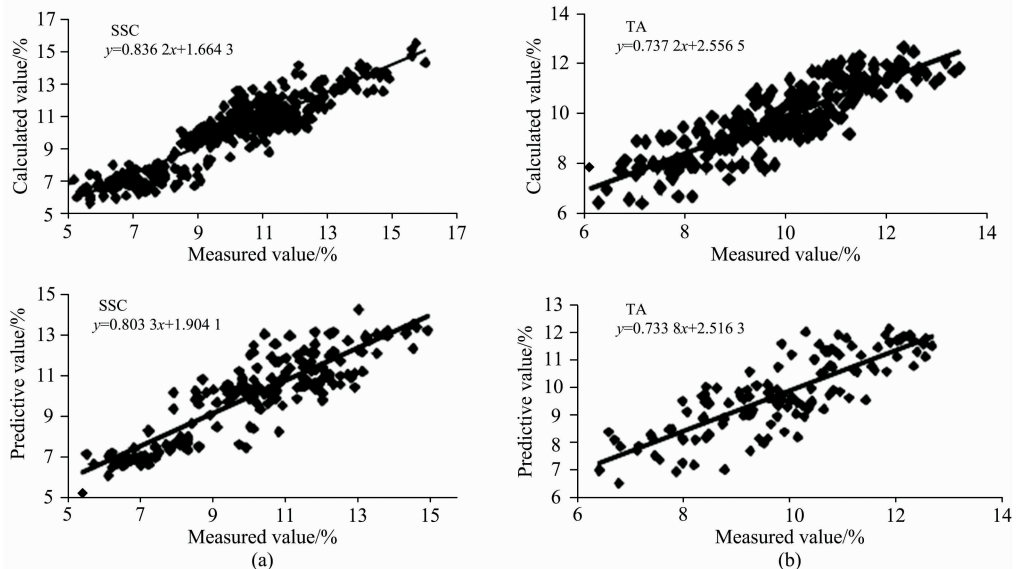 17
15
13
11
9
7
5
Calculated value/%
SSC
y=0.836 2x+1.664 3
5 7 9 11 13 15 17
Measured value/%
14
12
10
8
6
Calculated value/%
TA
y=0.737 2x+2.556 5
6 8 10 12 14
Measured value/%
15
13
11
9
7
5
Predictive value/%
SSC
y=0.803 3x+1.904 1
5 7 9 11 13 15
Measured value/%
(a)
13
12
11
10
9
8
7
6
Predictive value/%
TA
y=0.733 8x+2.516 3
6 8 10 12 14
Measured value/%
(b)